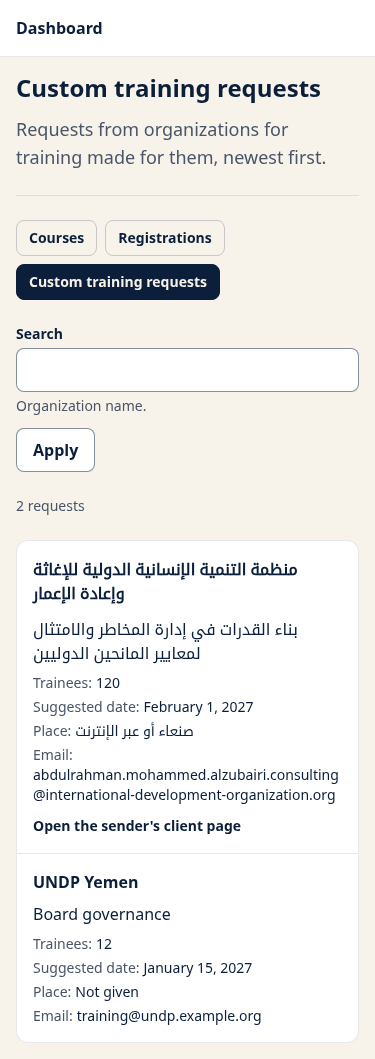 Dashboard
Custom training requests
Requests from organizations for
training made for them, newest first.
Courses
Registrations
Custom training requests
Search
Organization name.
Apply
2 requests
منظمة التنمية الإنسانية الدولية للإغاثة
وإعادة الإعمار
بناء القدرات في إدارة المخاطر والامتثال
لمعايير المانحين الدوليين
Trainees: 120
Suggested date: February 1, 2027
Place: صنعاء أو عبر الإنترنت
Email:
abdulrahman.mohammed.alzubairi.consulting
@international-development-organization.org
Open the sender's client page
UNDP Yemen
Board governance
Trainees: 12
Suggested date: January 15, 2027
Place: Not given
Email: training@undp.example.org